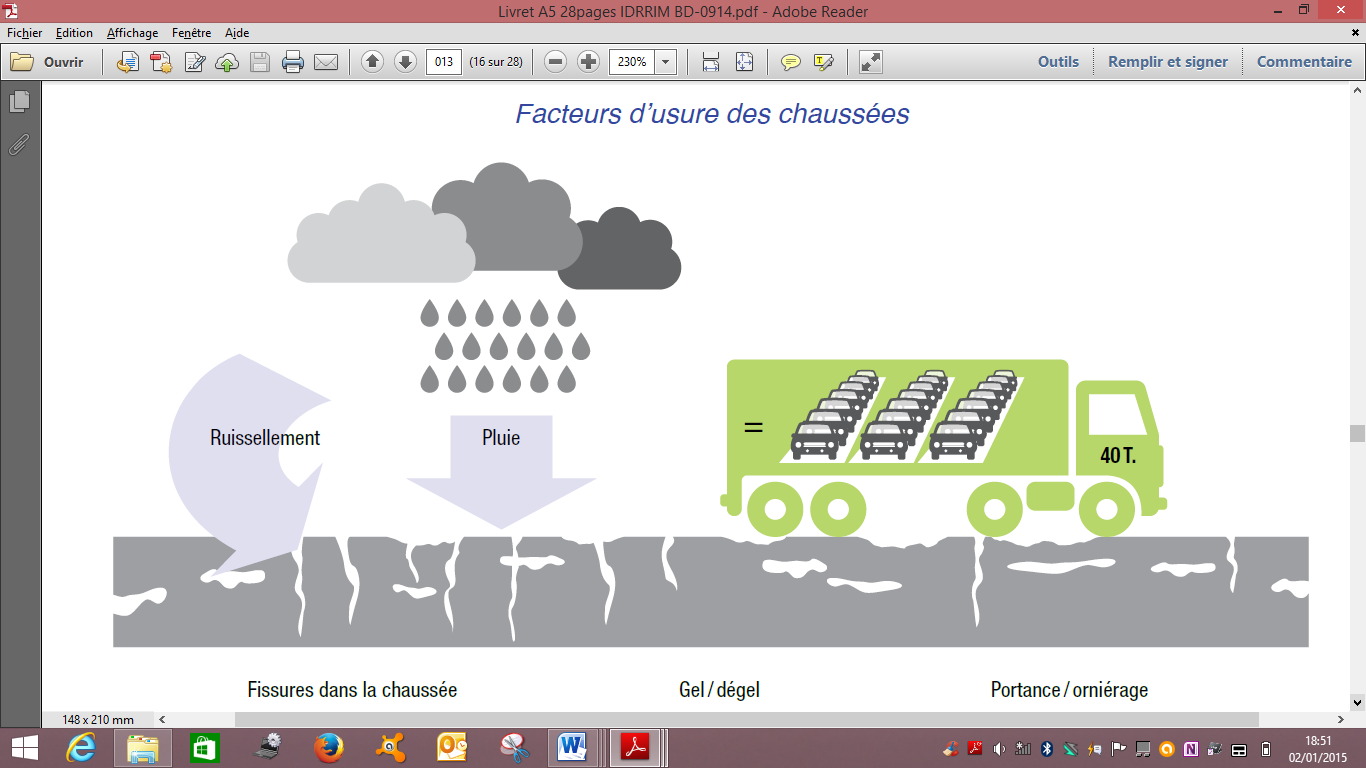 Livret A5 28pages IDRRIM BD-0914.pdf - Adobe Reader
Fichier Edition Affichage Fenêtre Aide
Ouvrir 013 (16 sur 28) 230% Outils Remplir et signer Commentaire
Facteurs d'usure des chaussées
Ruissellement
Pluie
=
40 T.
Fissures dans la chaussée
Gel / dégel
Portance / orniérage
148 x 210 mm
18:51
02/01/2015